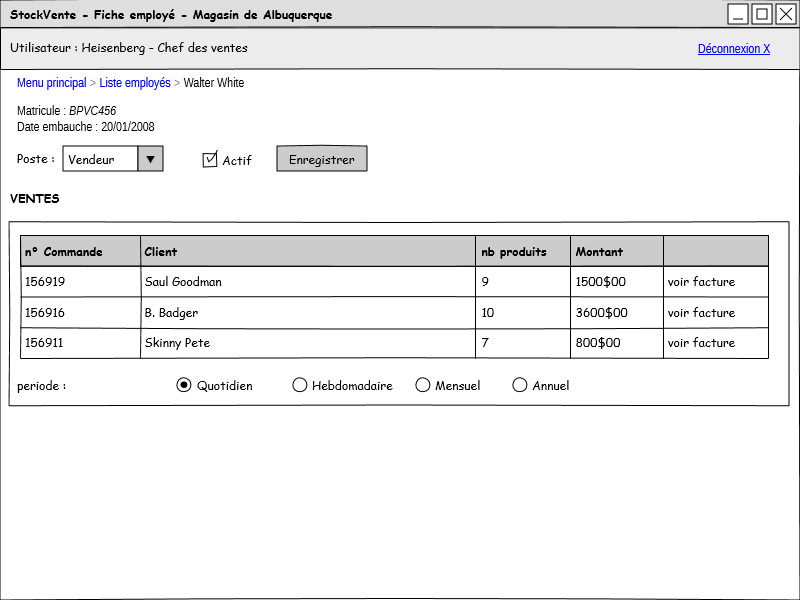 StockVente - Fiche employé - Magasin de Albuquerque
Utilisateur : Heisenberg - Chef des ventes Déconnexion X
Menu principal > Liste employés > Walter White
Matricule : BPVC456
Date embauche : 20/01/2008
Poste : Vendeur Actif Enregistrer
VENTES
n° Commande Client nb produits Montant
156919 Saul Goodman 9 1500$00 voir facture
156916 B. Badger 10 3600$00 voir facture
156911 Skinny Pete 7 800$00 voir facture
periode : Quotidien Hebdomadaire Mensuel Annuel